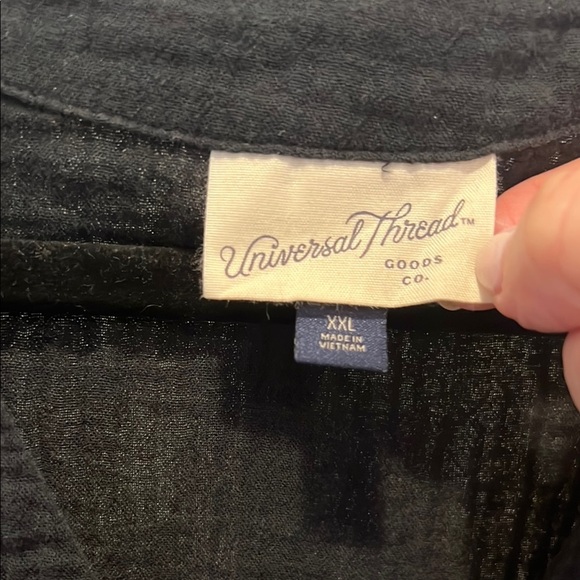 Universal Thread™
GOODS
CO.
XXL
MADE IN
VIETNAM